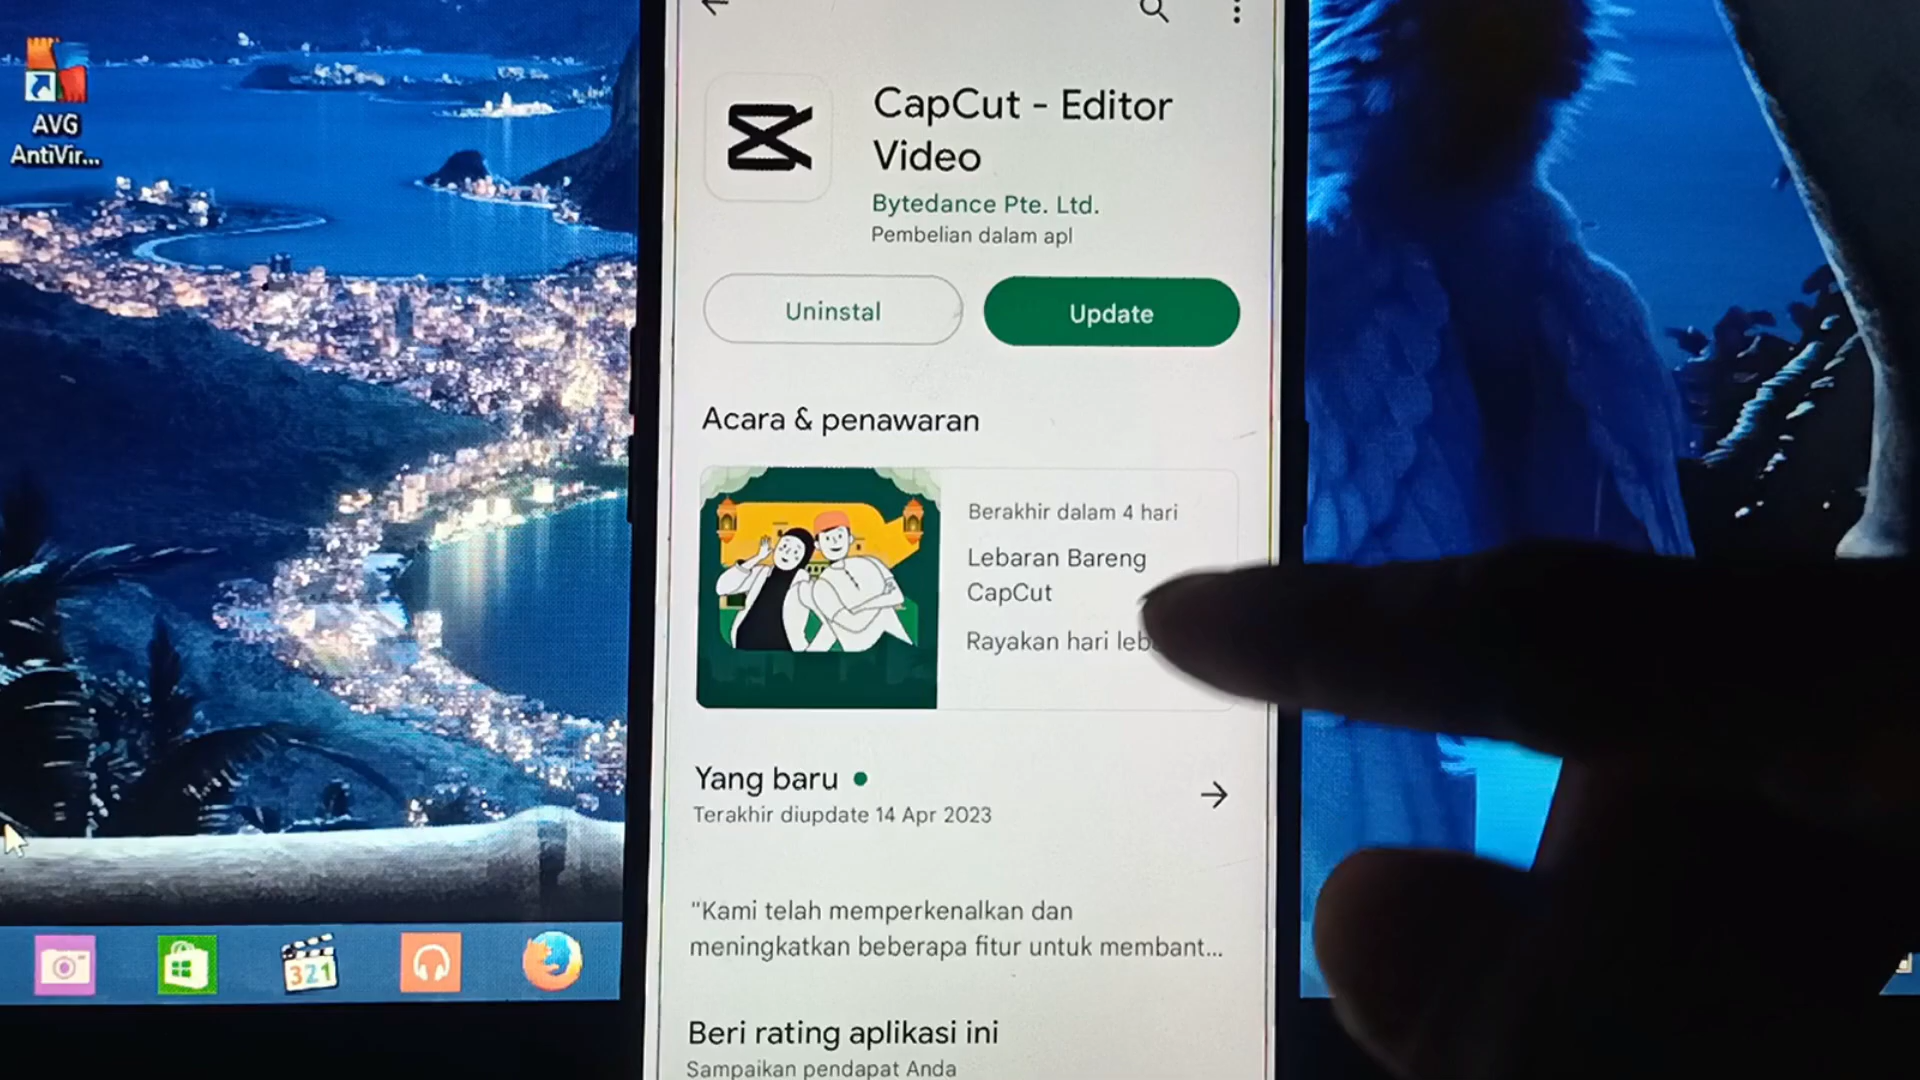 AVG
AntiVir...
CapCut - Editor
Video
Bytedance Pte. Ltd.
Pembelian dalam apl
Uninstal
Update
Acara & penawaran
Berakhir dalam 4 hari
Lebaran Bareng
CapCut
Rayakan hari leb
Yang baru
Terakhir diupdate 14 Apr 2023
"Kami telah memperkenalkan dan
meningkatkan beberapa fitur untuk membant...
Beri rating aplikasi ini
Sampaikan pendapat Anda
321